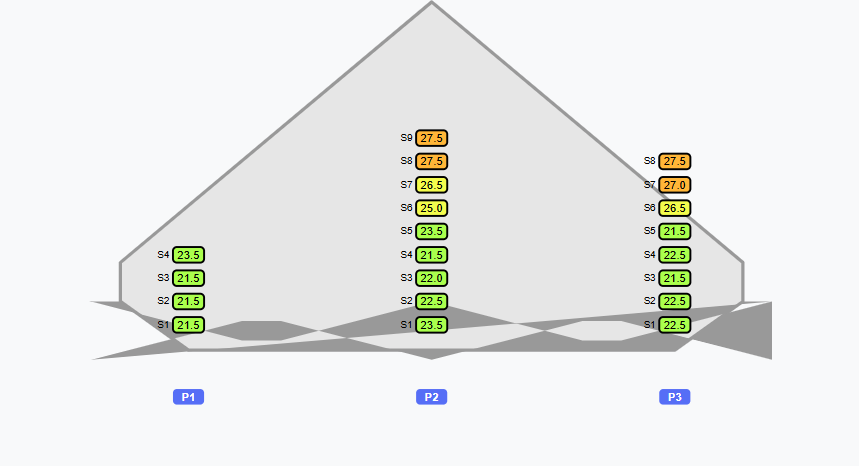 S9 27.5
S8 27.5 S8 27.5
S7 26.5 S7 27.0
S6 25.0 S6 26.5
S5 23.5 S5 21.5
S4 23.5 S4 21.5 S4 22.5
S3 21.5 S3 22.0 S3 21.5
S2 21.5 S2 22.5 S2 22.5
S1 21.5 S1 23.5 S1 22.5
P1 P2 P3